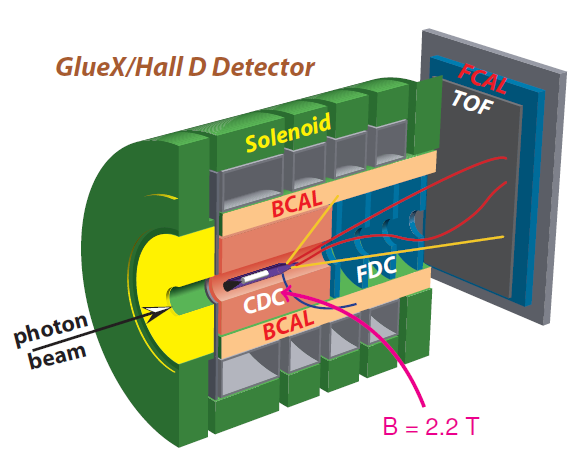 GlueX/Hall D Detector
FCAL
TOF
Solenoid
BCAL
FDC
CDC
BCAL
photon
beam
B = 2.2 T